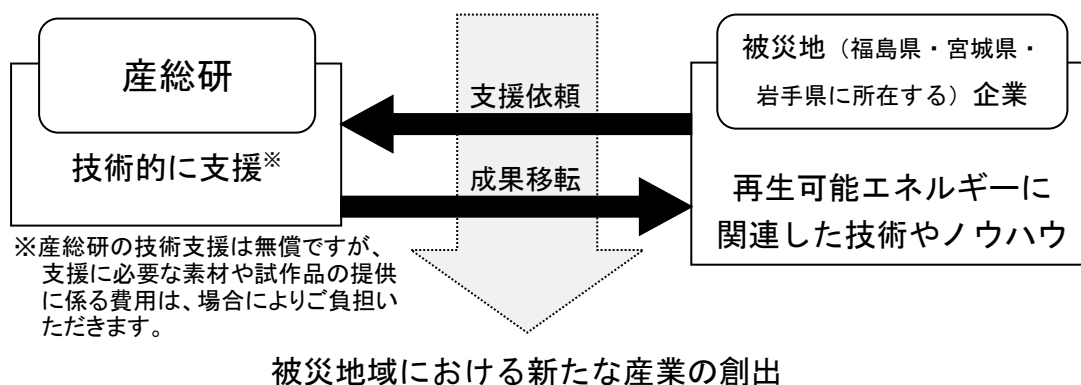 産総研
技術的に支援※
※産総研の技術支援は無償ですが、
支援に必要な素材や試作品の提供
に係る費用は、場合によりご負担い
ただきます。
支援依頼
成果移転
被災地（福島県・宮城県・
岩手県に所在する）企業
再生可能エネルギーに
関連した技術やノウハウ
被災地域における新たな産業の創出